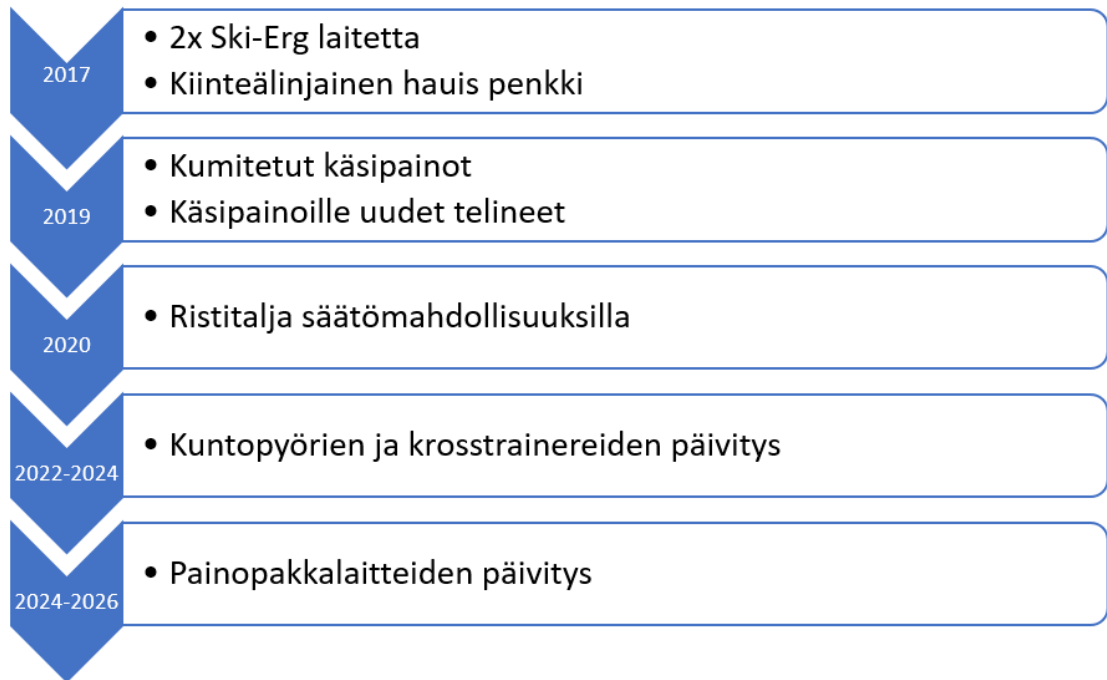 2017
• 2x Ski-Erg laitetta
• Kiinteälinjainen hauis penkki
2019
• Kumitetut käsipainot
• Käsipainoille uudet telineet
2020
• Ristitalja säätömahdollisuuksilla
2022-2024
• Kuntopyörien ja krosstrainereiden päivitys
2024-2026
• Painopakkalaitteiden päivitys